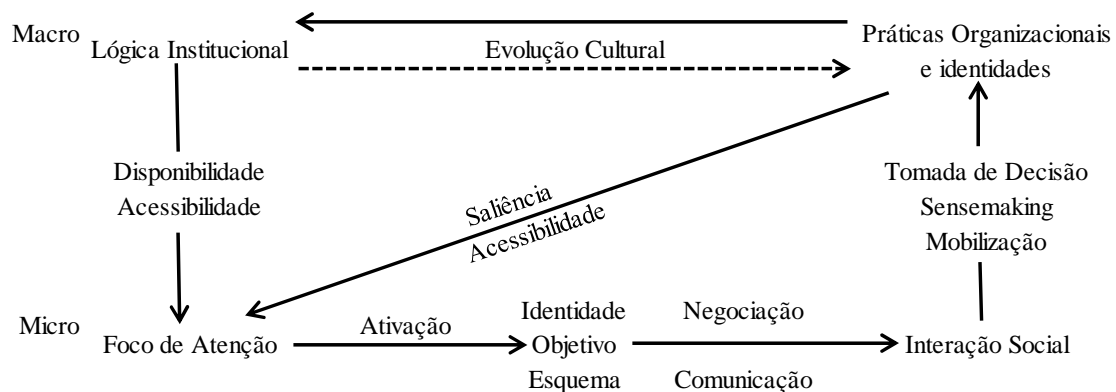 Macro
Lógica Institucional
Evolução Cultural
Práticas Organizacionais
e identidades
Disponibilidade
Acessibilidade
Saliência
Acessibilidade
Tomada de Decisão
Sensemaking
Mobilização
Micro
Foco de Atenção
Ativação
Identidade
Objetivo
Esquema
Negociação
Comunicação
Interação Social